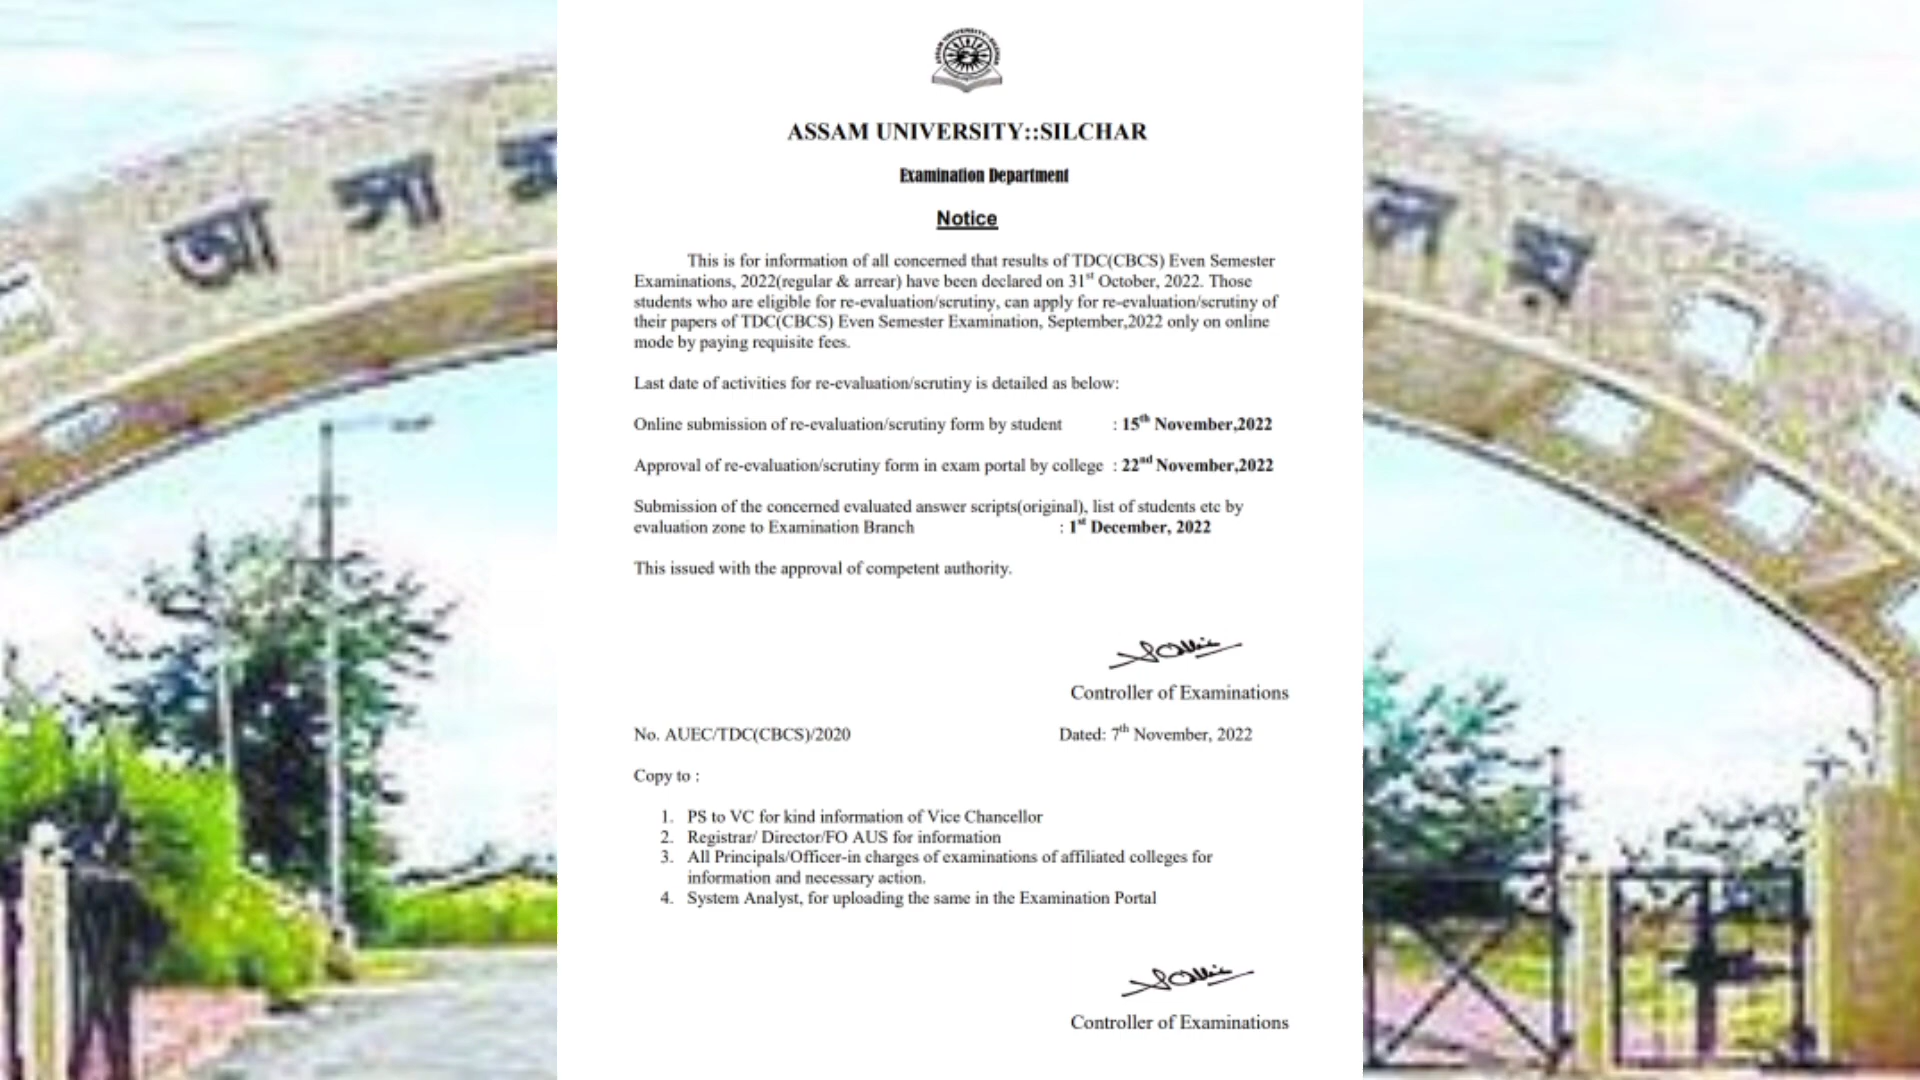 ASSAM UNIVERSITY::SILCHAR
Examination Department
Notice
This is for information of all concerned that results of TDC(CBCS) Even Semester
Examinations, 2022(regular & arrear) have been declared on 31st October, 2022. Those
students who are eligible for re-evaluation/scrutiny, can apply for re-evaluation/scrutiny of
their papers of TDC(CBCS) Even Semester Examination, September,2022 only on online
mode by paying requisite fees.
Last date of activities for re-evaluation/scrutiny is detailed as below:
Online submission of re-evaluation/scrutiny form by student : 15th November,2022
Approval of re-evaluation/scrutiny form in exam portal by college : 22nd November,2022
Submission of the concerned evaluated answer scripts(original), list of students etc by
evaluation zone to Examination Branch : 1st December, 2022
This issued with the approval of competent authority.
Controller of Examinations
No. AUEC/TDC(CBCS)/2020 Dated: 7th November, 2022
Copy to :
1. PS to VC for kind information of Vice Chancellor
2. Registrar/ Director/FO AUS for information
3. All Principals/Officer-in charges of examinations of affiliated colleges for
information and necessary action.
4. System Analyst, for uploading the same in the Examination Portal
Controller of Examinations
আ সা